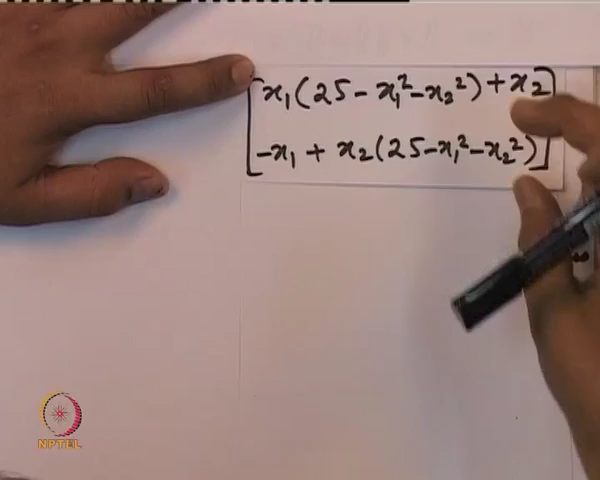 x₁(25 - x₁² - x₂²) + x₂
-x₁ + x₂(25 - x₁² - x₂²)
NPTEL